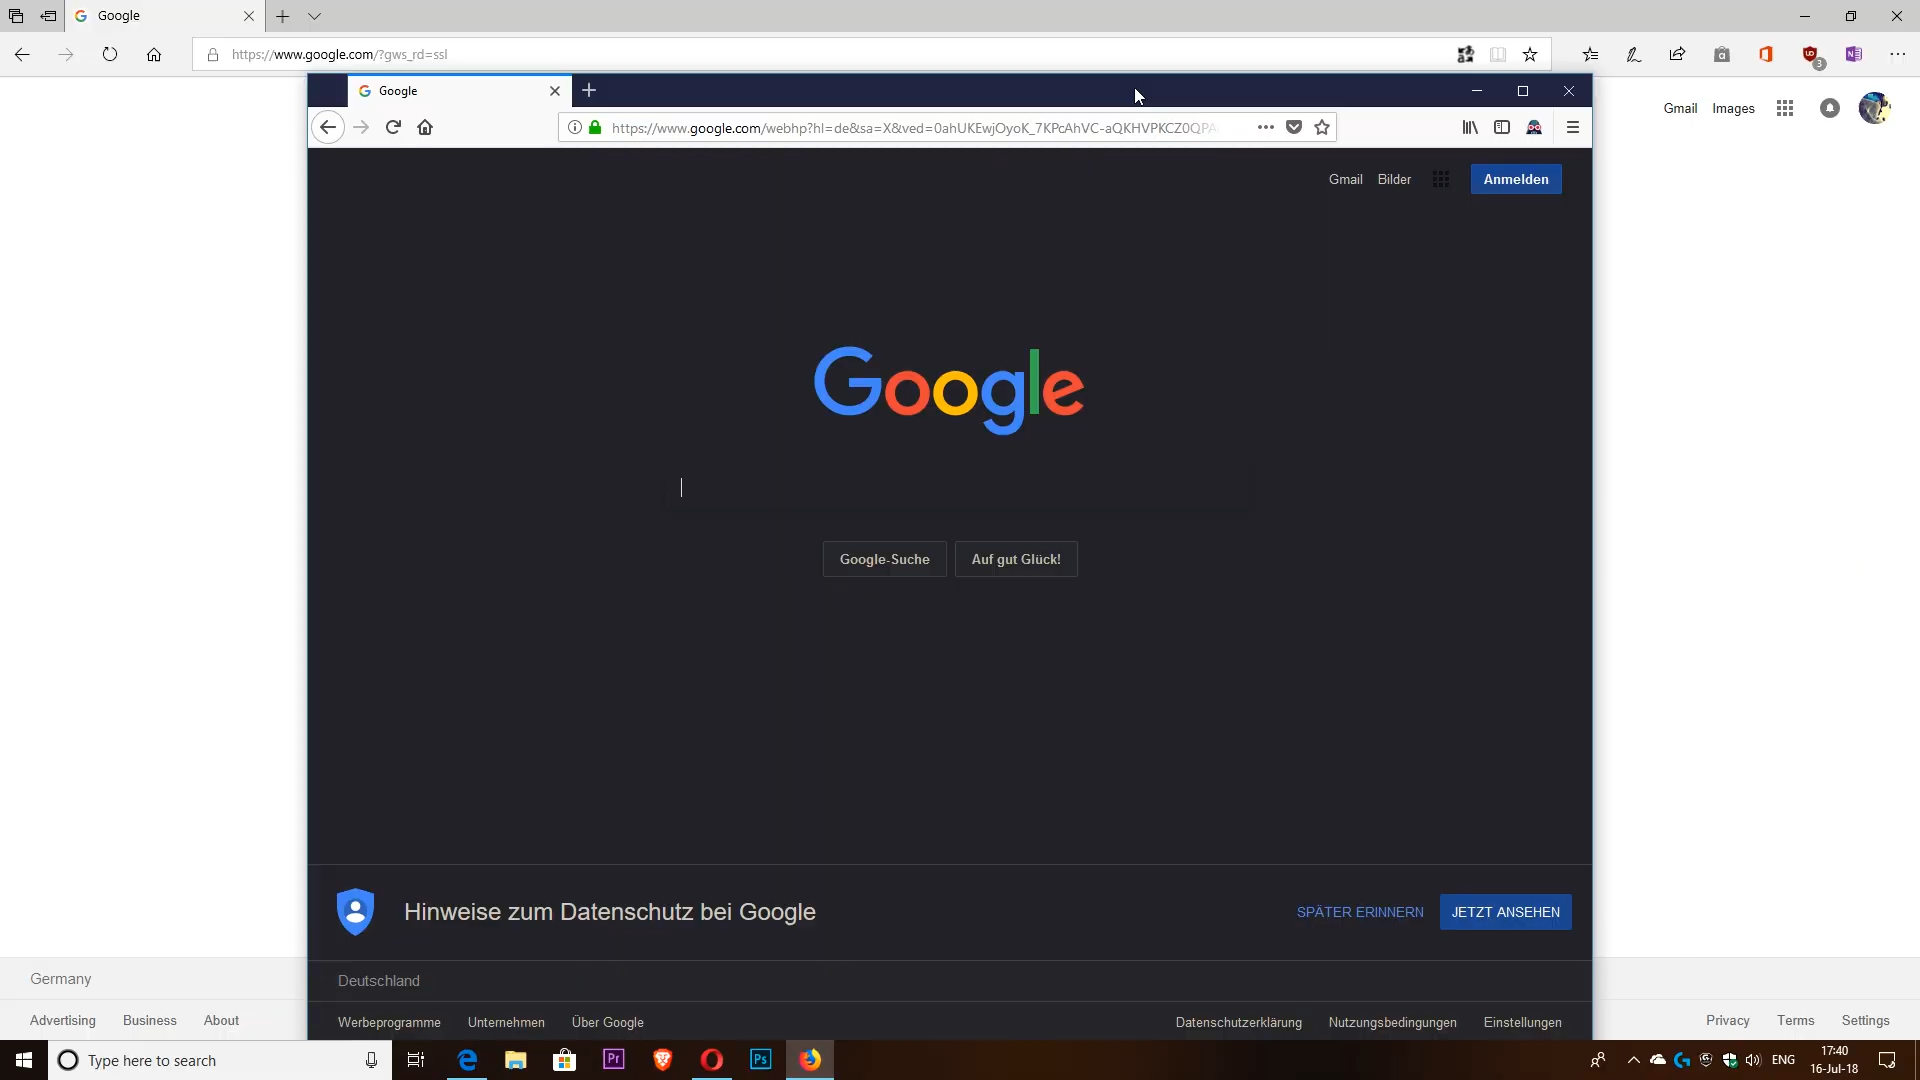 Google
https://www.google.com/?gws_rd=ssl
3
Google
https://www.google.com/webhp?hl=de&sa=X&ved=0ahUKEwjOyoK_7KPcAhVC-aQKHVPKCZ0QPA
Gmail Images
Gmail Bilder Anmelden
Google
Google-Suche Auf gut Glück!
Hinweise zum Datenschutz bei Google SPÄTER ERINNERN JETZT ANSEHEN
Germany
Deutschland
Advertising Business About
Werbeprogramme Unternehmen Über Google Datenschutzerklärung Nutzungsbedingungen Einstellungen
Privacy Terms Settings
Type here to search
Pr
Ps
ENG
17:40
16-Jul-18